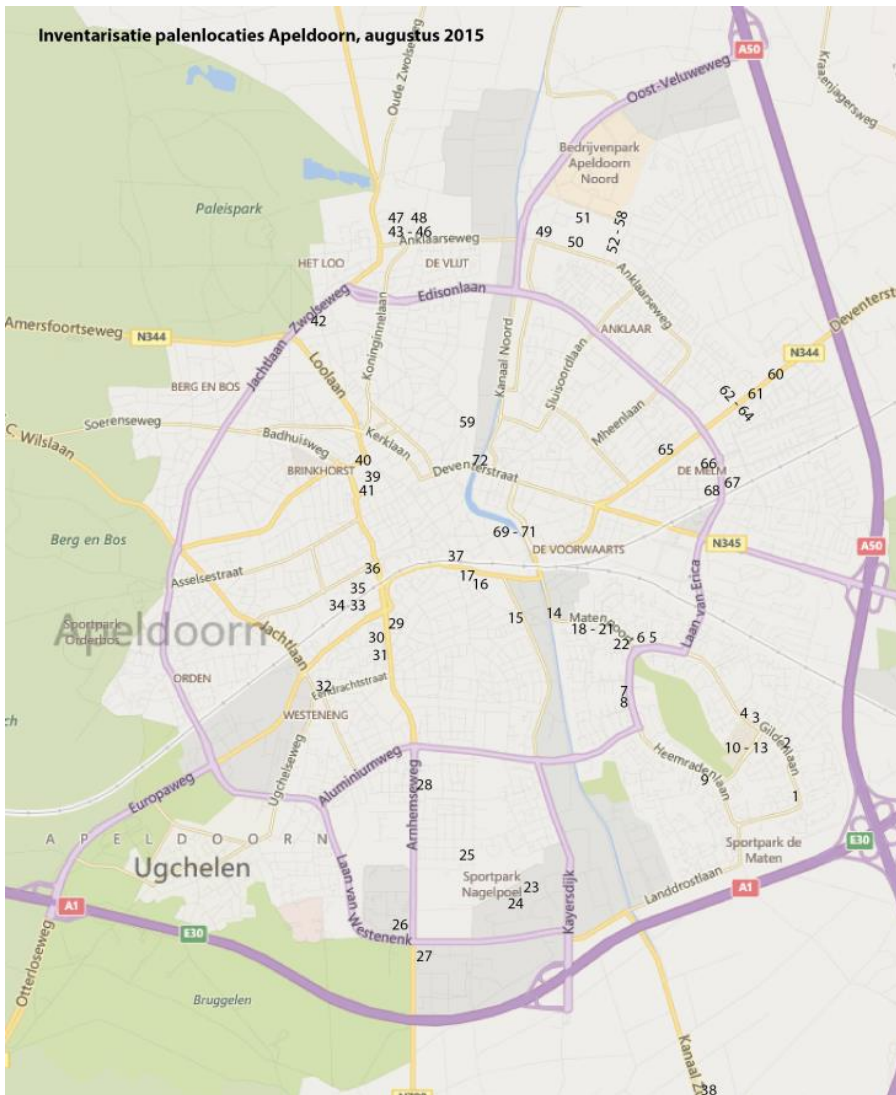 Inventarisatie palenlocaties Apeldoorn, augustus 2015
A50
Oude Zwolseweg
Oost-Veluweweg
Kraaienjagersweg
Bedrijvenpark
Apeldoorn
Noord
Paleispark
47 48
43 - 46
Anklaarseweg
49
51
50
52 - 58
HET LOO
DE VLIJT
Anklaarseweg
Zwolseweg
Edisonlaan
Deventerst
42
Amersfoortseweg
N344
Jachtlaan
Loolaan
Koninginnelaan
Kanaal Noord
Sluisoordlaan
ANKLAAR
N344
60
61
62 - 64
BERG EN BOS
Mheenlaan
Soerenseweg
C. Wilslaan
Badhuisweg
Kerklaan
59
65
40
BRINKHORST
39
41
72
Deventerstraat
DE MELM
66
67
68
Berg en Bos
69 - 71
DE VOORWAARTS
N345
A50
Asselsestraat
36
37
17
16
35
34 - 33
Laan van Erica
Apeldoorn
Sportpark
Orderbos
Jachtlaan
29
30
31
15
14
Maten
oord
18 - 21
22
6 5
ORDEN
32
Eendrachtstraat
WESTENENG
7
8
4
3
Gildenlaan
2
10 - 13
ch
Ugchelseweg
Aluminiumweg
Heemradenlaan
9
1
Europaweg
28
Arnhemseweg
APELDOORN
Ugchelen
Sportpark de
Maten
E30
25
Sportpark
Nagelpoel
23
24
Kayersdijk
Landdrostlaan
A1
Laan van
Westenenk
26
27
A1
E30
Otterloseweg
Bruggelen
Kanaal Z
38